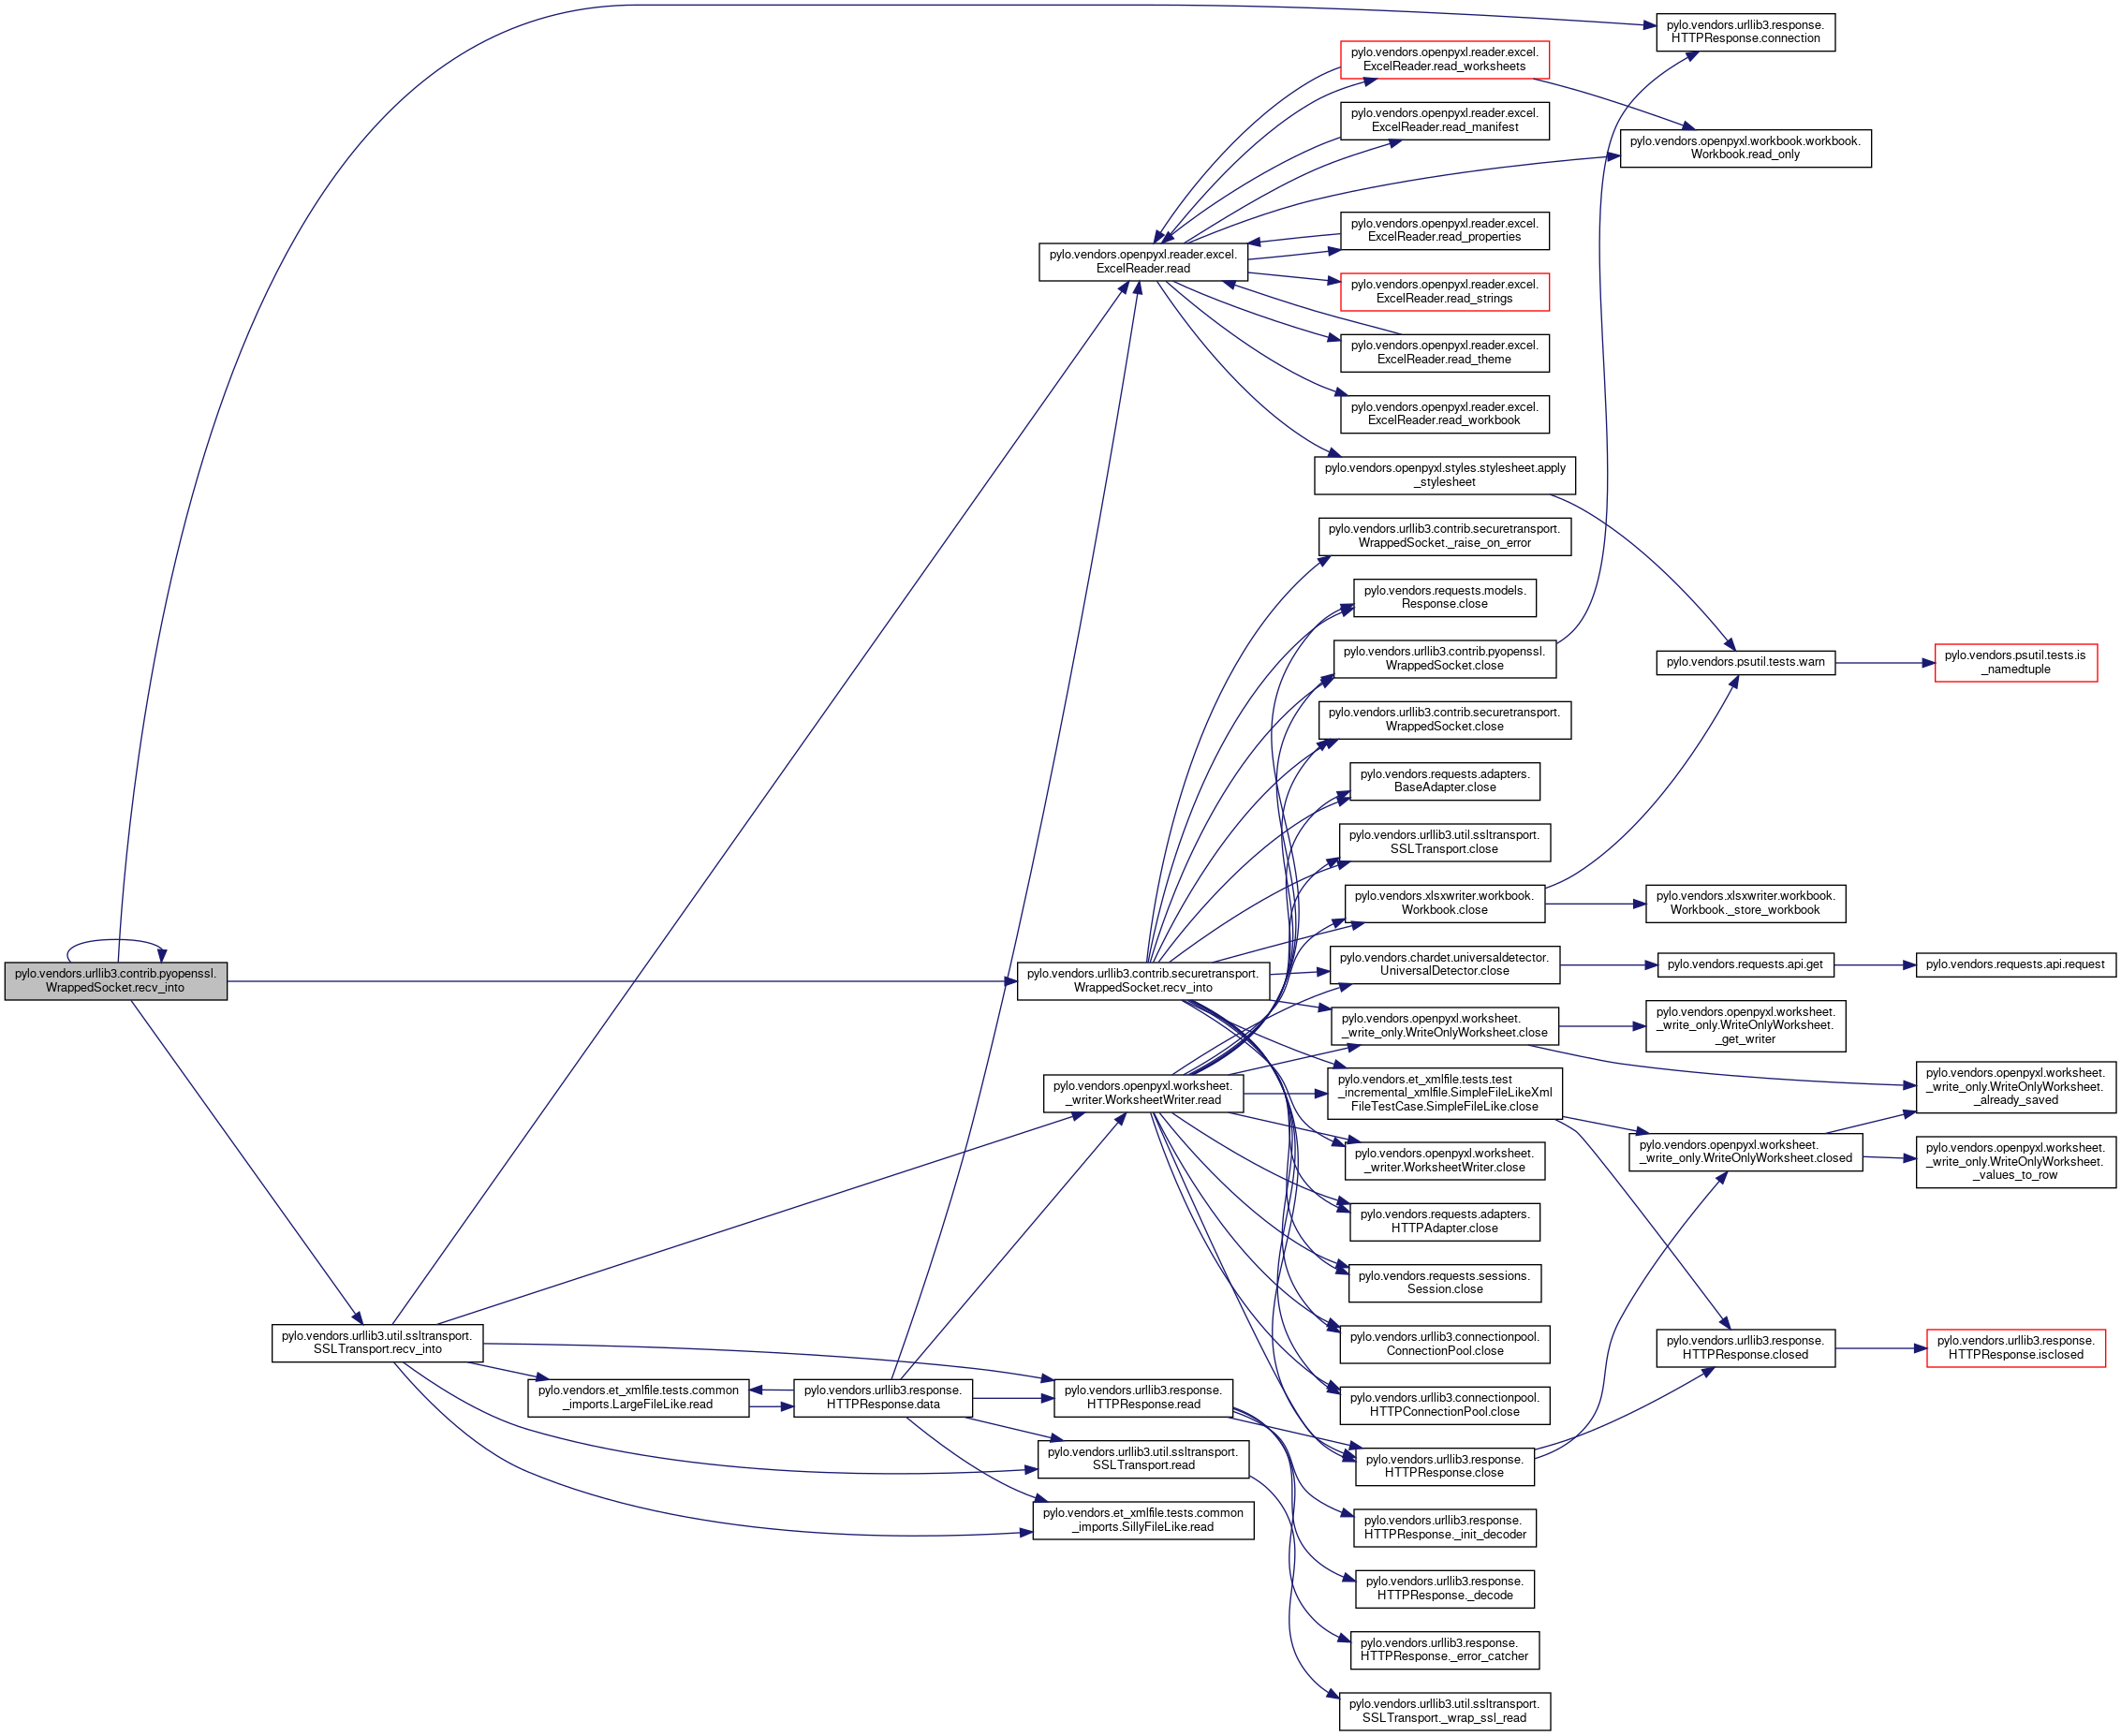 pylo.vendors.urllib3.contrib.pyopenssl.
WrappedSocket.recv_into
pylo.vendors.urllib3.util.ssltransport.
SSLTransport.recv_into
pylo.vendors.et_xmlfile.tests.common
_imports.LargeFileLike.read
pylo.vendors.urllib3.response.
HTTPResponse.data
pylo.vendors.openpyxl.reader.excel.
ExcelReader.read
pylo.vendors.urllib3.contrib.securetransport.
WrappedSocket.recv_into
pylo.vendors.openpyxl.worksheet.
_writer.WorksheetWriter.read
pylo.vendors.urllib3.response.
HTTPResponse.read
pylo.vendors.urllib3.util.ssltransport.
SSLTransport.read
pylo.vendors.et_xmlfile.tests.common
_imports.SillyFileLike.read
pylo.vendors.openpyxl.reader.excel.
ExcelReader.read_worksheets
pylo.vendors.openpyxl.reader.excel.
ExcelReader.read_manifest
pylo.vendors.openpyxl.reader.excel.
ExcelReader.read_properties
pylo.vendors.openpyxl.reader.excel.
ExcelReader.read_strings
pylo.vendors.openpyxl.reader.excel.
ExcelReader.read_theme
pylo.vendors.openpyxl.reader.excel.
ExcelReader.read_workbook
pylo.vendors.openpyxl.styles.stylesheet.apply
_stylesheet
pylo.vendors.urllib3.contrib.securetransport.
WrappedSocket._raise_on_error
pylo.vendors.requests.models.
Response.close
pylo.vendors.urllib3.contrib.pyopenssl.
WrappedSocket.close
pylo.vendors.urllib3.contrib.securetransport.
WrappedSocket.close
pylo.vendors.requests.adapters.
BaseAdapter.close
pylo.vendors.urllib3.util.ssltransport.
SSLTransport.close
pylo.vendors.xlsxwriter.workbook.
Workbook.close
pylo.vendors.chardet.universaldetector.
UniversalDetector.close
pylo.vendors.openpyxl.worksheet.
_write_only.WriteOnlyWorksheet.close
pylo.vendors.et_xmlfile.tests.test
_incremental_xmlfile.SimpleFileLikeXml
FileTestCase.SimpleFileLike.close
pylo.vendors.openpyxl.worksheet.
_writer.WorksheetWriter.close
pylo.vendors.requests.adapters.
HTTPAdapter.close
pylo.vendors.requests.sessions.
Session.close
pylo.vendors.urllib3.connectionpool.
ConnectionPool.close
pylo.vendors.urllib3.connectionpool.
HTTPConnectionPool.close
pylo.vendors.urllib3.response.
HTTPResponse.close
pylo.vendors.urllib3.response.
HTTPResponse._init_decoder
pylo.vendors.urllib3.response.
HTTPResponse._decode
pylo.vendors.urllib3.response.
HTTPResponse._error_catcher
pylo.vendors.urllib3.util.ssltransport.
SSLTransport._wrap_ssl_read
pylo.vendors.urllib3.response.
HTTPResponse.connection
pylo.vendors.openpyxl.workbook.workbook.
Workbook.read_only
pylo.vendors.psutil.tests.warn
pylo.vendors.xlsxwriter.workbook.
Workbook._store_workbook
pylo.vendors.requests.api.get
pylo.vendors.openpyxl.worksheet.
_write_only.WriteOnlyWorksheet.
_get_writer
pylo.vendors.openpyxl.worksheet.
_write_only.WriteOnlyWorksheet.closed
pylo.vendors.urllib3.response.
HTTPResponse.closed
pylo.vendors.psutil.tests.is
_namedtuple
pylo.vendors.requests.api.request
pylo.vendors.openpyxl.worksheet.
_write_only.WriteOnlyWorksheet.
_already_saved
pylo.vendors.openpyxl.worksheet.
_write_only.WriteOnlyWorksheet.
_values_to_row
pylo.vendors.urllib3.response.
HTTPResponse.isclosed